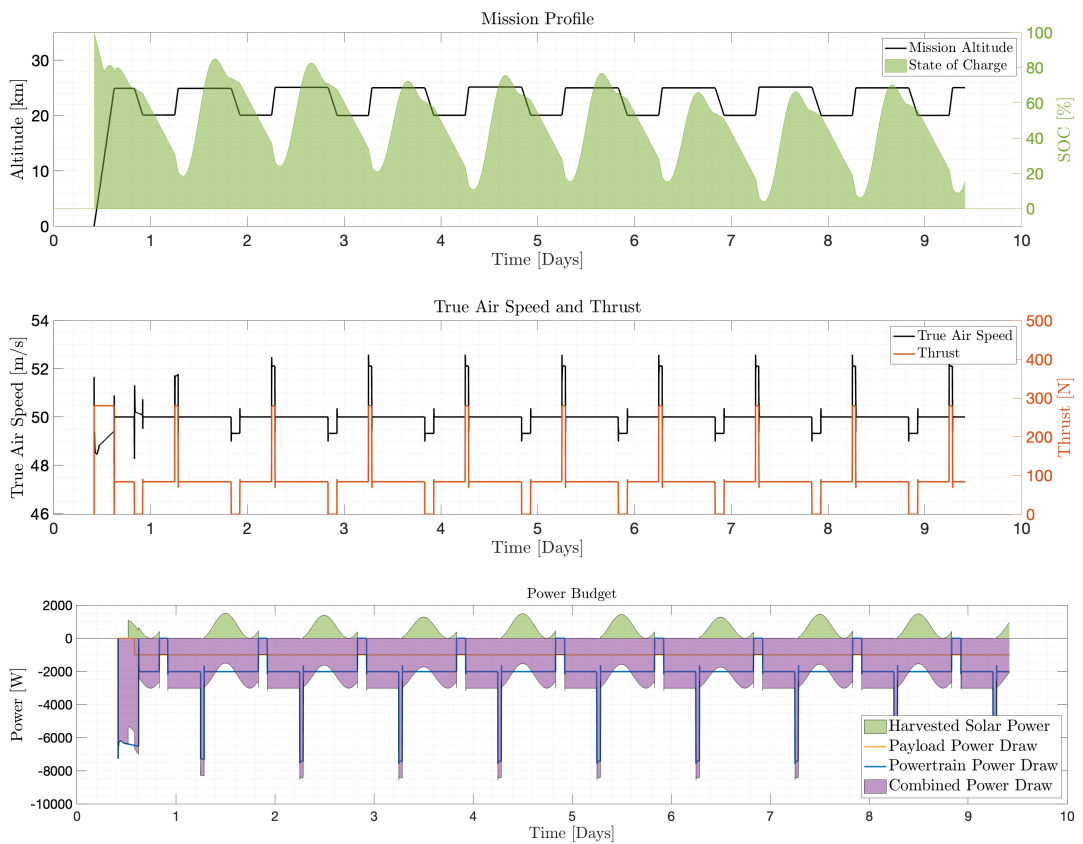 Mission Profile
Altitude [km]
30
20
10
0
Mission Altitude
State of Charge
100
80
60
40
20
0
SOC [%]
0 1 2 3 4 5 6 7 8 9 10
Time [Days]
True Air Speed and Thrust
True Air Speed [m/s]
54
52
50
48
46
True Air Speed
Thrust
500
400
300
200
100
0
Thrust [N]
0 1 2 3 4 5 6 7 8 9 10
Time [Days]
Power Budget
Power [W]
2000
0
-2000
-4000
-6000
-8000
-10000
Harvested Solar Power
Payload Power Draw
Powertrain Power Draw
Combined Power Draw
0 1 2 3 4 5 6 7 8 9 10
Time [Days]